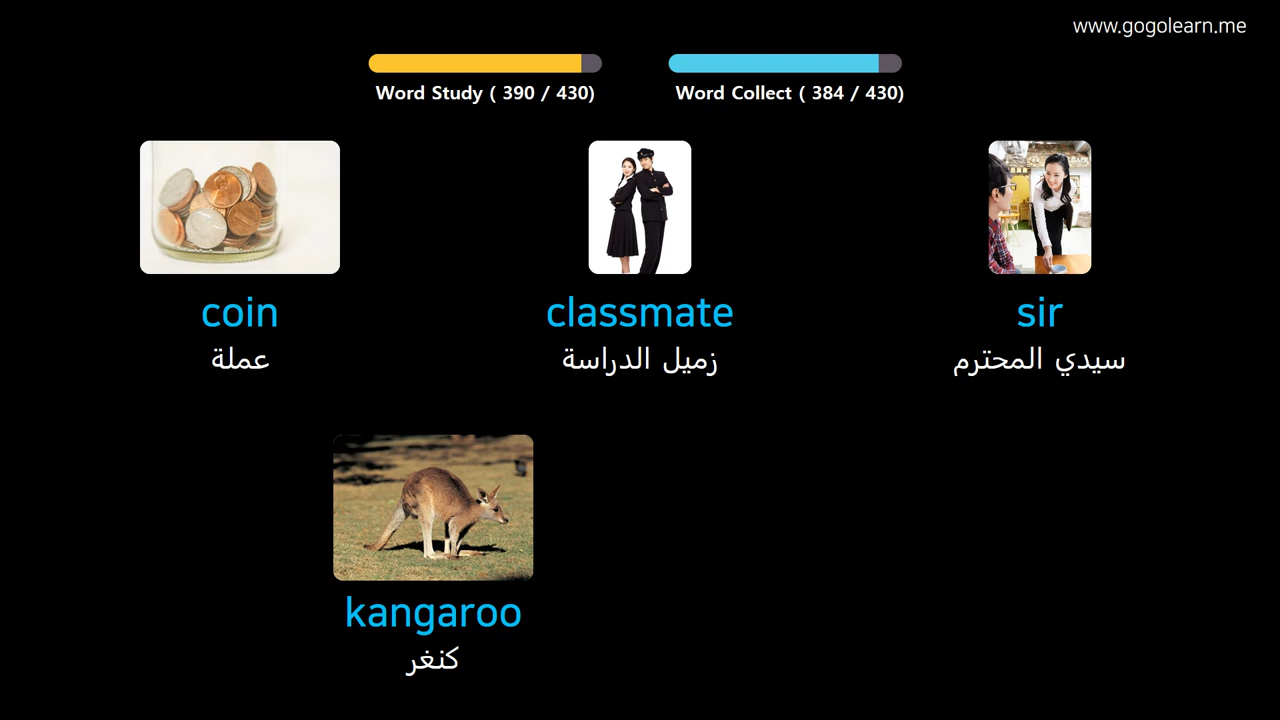 www.gogolearn.me
Word Study ( 390 / 430)
Word Collect ( 384 / 430)
coin
عملة
classmate
زميل الدراسة
sir
سيدي المحترم
kangaroo
كنغر